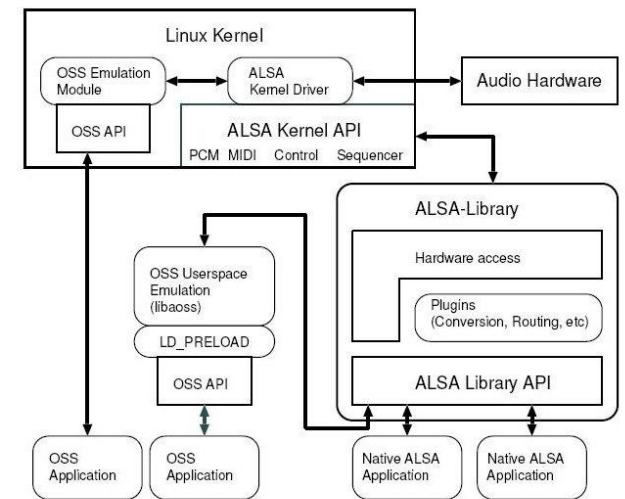 Linux Kernel
OSS Emulation
Module
ALSA
Kernel Driver
Audio Hardware
OSS API
ALSA Kernel API
PCM MIDI Control Sequencer
ALSA-Library
Hardware access
OSS Userspace
Emulation
(libaoss)
Plugins
(Conversion, Routing, etc)
LD_PRELOAD
OSS API
ALSA Library API
OSS
Application
OSS
Application
Native ALSA
Application
Native ALSA
Application